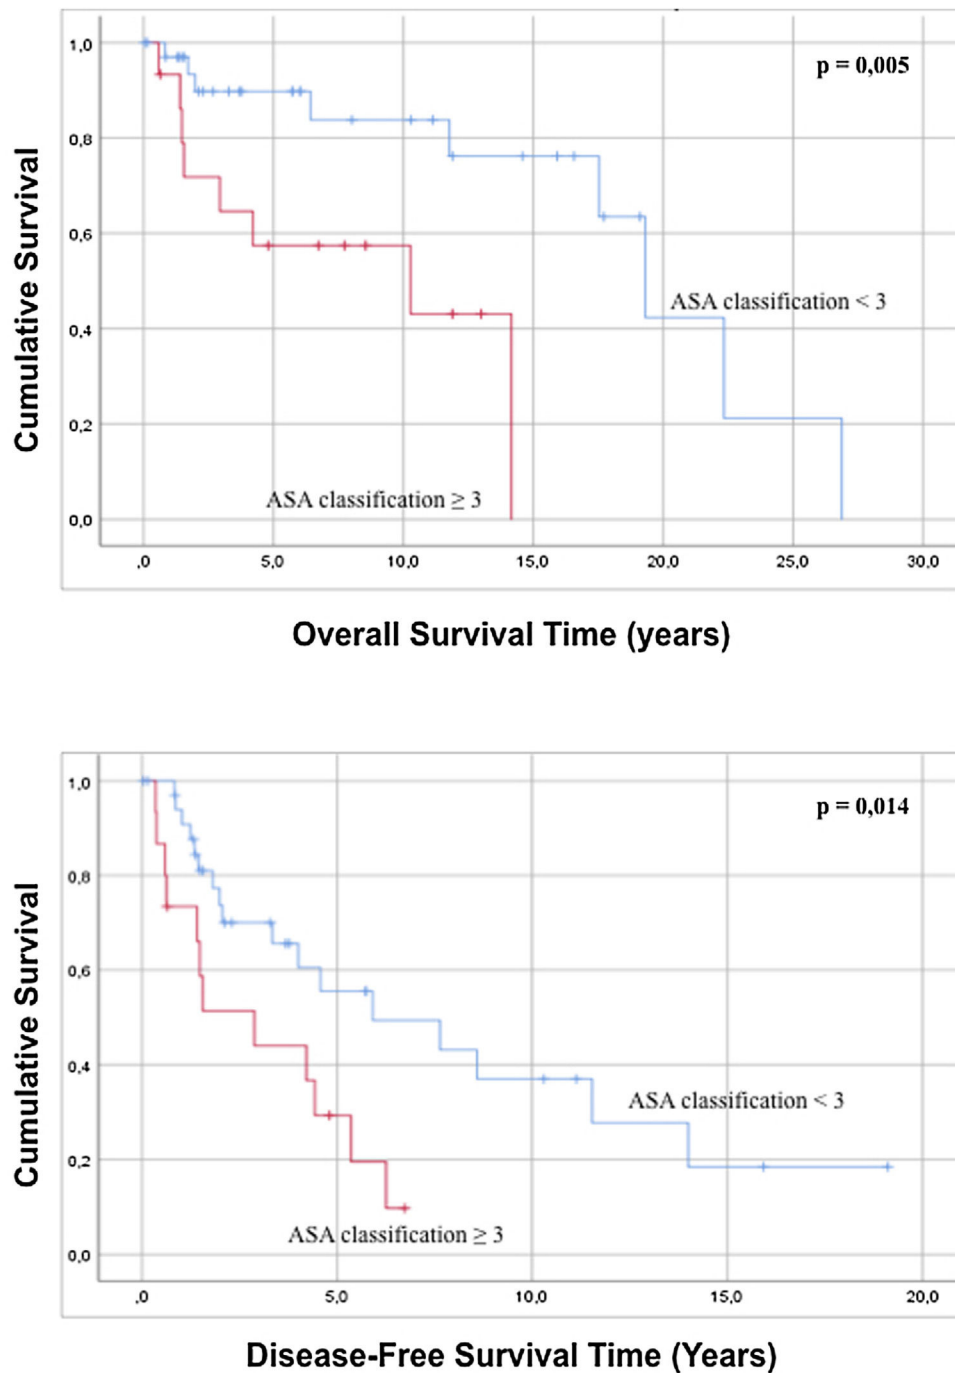 1,0
p = 0,005
0,8
0,6
ASA classification < 3
0,4
0,2
ASA classification ≥ 3
0,0
,0 5,0 10,0 15,0 20,0 25,0 30,0
Cumulative Survival
Overall Survival Time (years)
1,0
p = 0,014
0,8
0,6
0,4
ASA classification < 3
0,2
ASA classification ≥ 3
0,0
,0 5,0 10,0 15,0 20,0
Cumulative Survival
Disease-Free Survival Time (Years)